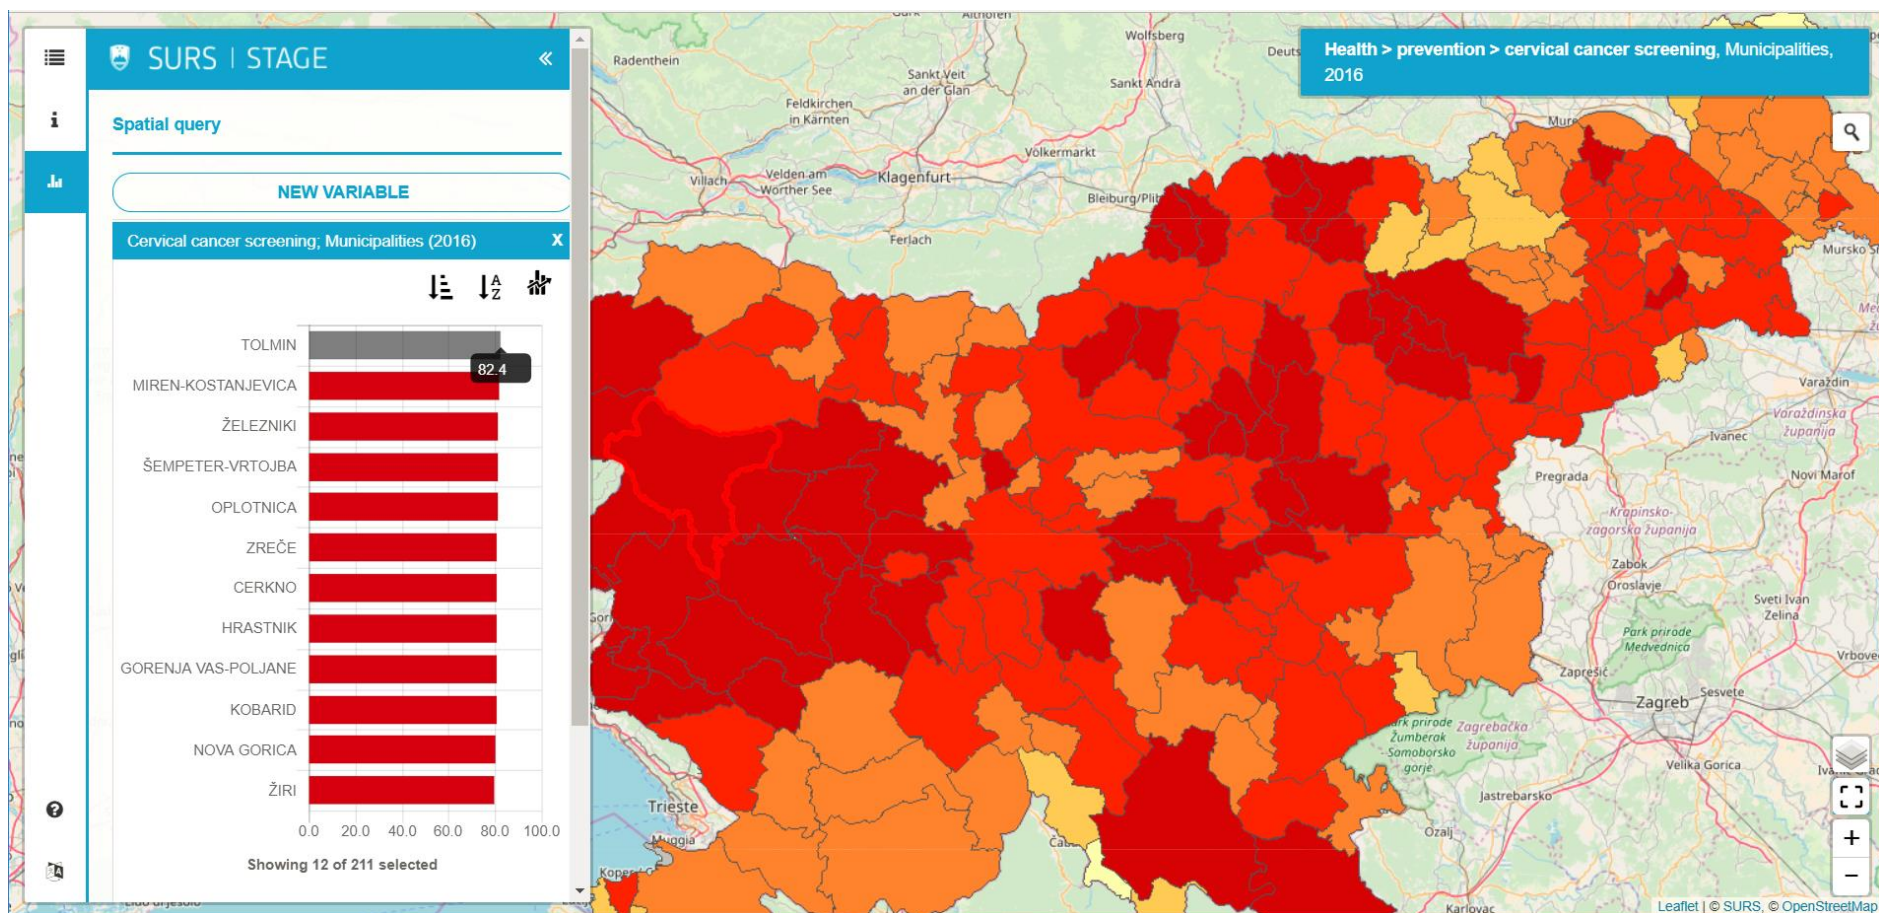 SURS | STAGE
«
Spatial query
NEW VARIABLE
Cervical cancer screening; Municipalities (2016) X
TOLMIN
82.4
MIREN-KOSTANJEVICA
ŽELEZNIKI
ŠEMPETER-VRTOJBA
OPLOTNICA
ZREČE
CERKNO
HRASTNIK
GORENJA VAS-POLJANE
KOBARID
NOVA GORICA
ŽIRI
0.0 20.0 40.0 60.0 80.0 100.0
Showing 12 of 211 selected
Health > prevention > cervical cancer screening, Municipalities,
2016
Althofen
Wolfsberg
Radenthein
Sankt Veit
an der Glan
Sankt Andrä
Feldkirchen
in Kärnten
Völkermarkt
Villach
Velden am
Wörther See
Klagenfurt
Ferlach
Varaždin
Varaždinska
županija
Ivanec
Novi Marof
Pregrada
Krapinsko-
zagorska županija
Zabok
Oroslavje
Sveti Ivan
Zelina
Park prirode
Medvednica
Zaprešić
Zagreb
Sesvete
Zagrebačka
županija
Žumberak
-Samoborsko
gorje
Velika Gorica
Jastrebarsko
Ozalj
Karlovac
Trieste
Muggia
+
−
Leaflet | © SURS, © OpenStreetMap